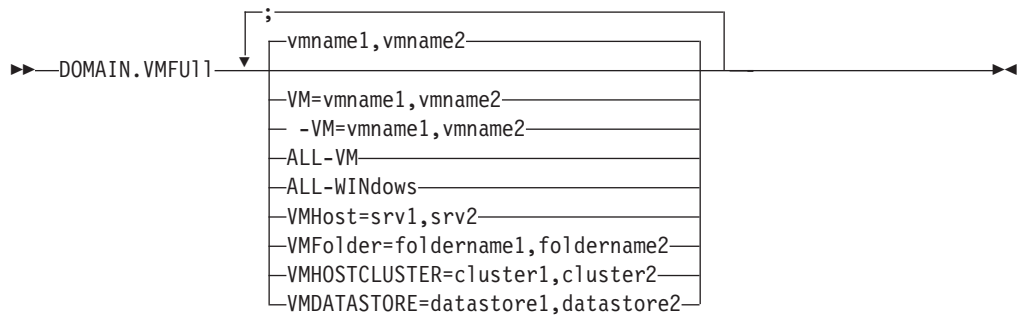 ;
vmname1,vmname2
DOMAIN.VMFUll
VM=vmname1,vmname2
-VM=vmname1,vmname2
ALL-VM
ALL-WINdows
VMHost=srv1,srv2
VMFolder=foldername1,foldername2
VMHOSTCLUSTER=cluster1,cluster2
VMDATASTORE=datastore1,datastore2